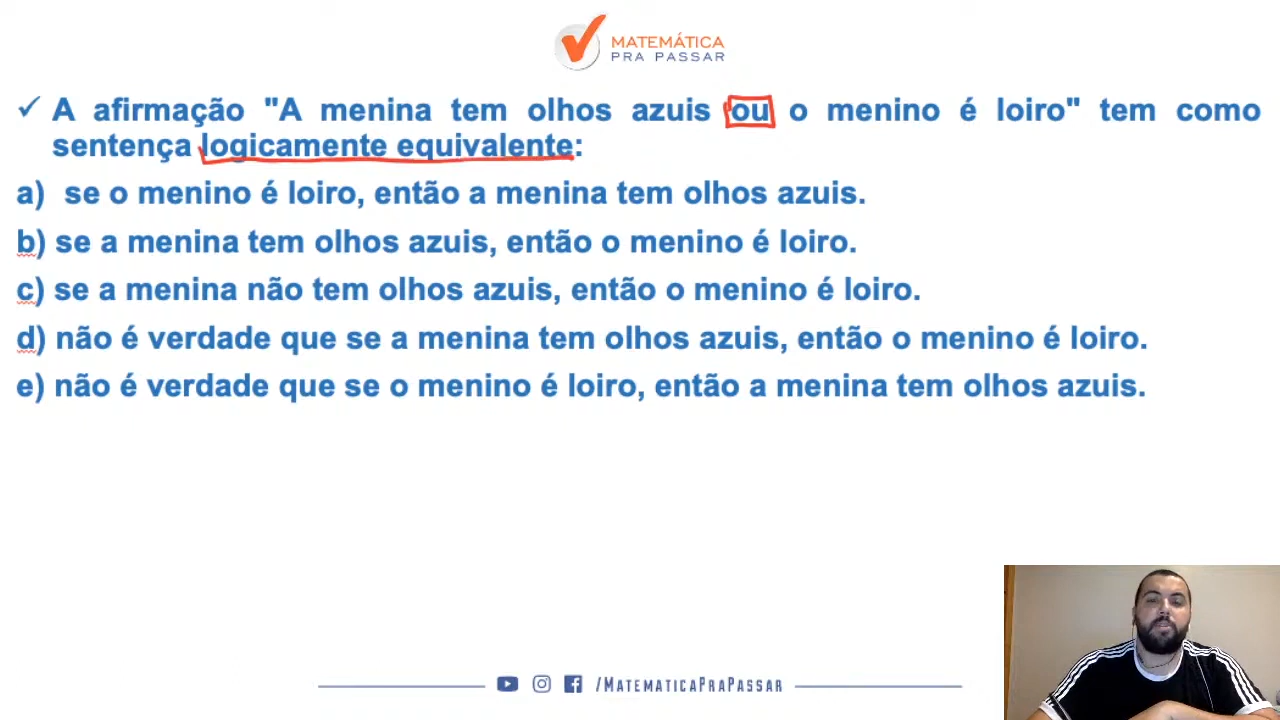 MATEMÁTICA
PRA PASSAR
✓ A afirmação "A menina tem olhos azuis ou o menino é loiro" tem como
sentença logicamente equivalente:
a) se o menino é loiro, então a menina tem olhos azuis.
b) se a menina tem olhos azuis, então o menino é loiro.
c) se a menina não tem olhos azuis, então o menino é loiro.
d) não é verdade que se a menina tem olhos azuis, então o menino é loiro.
e) não é verdade que se o menino é loiro, então a menina tem olhos azuis.
/MATEMATICAPRAPASSAR